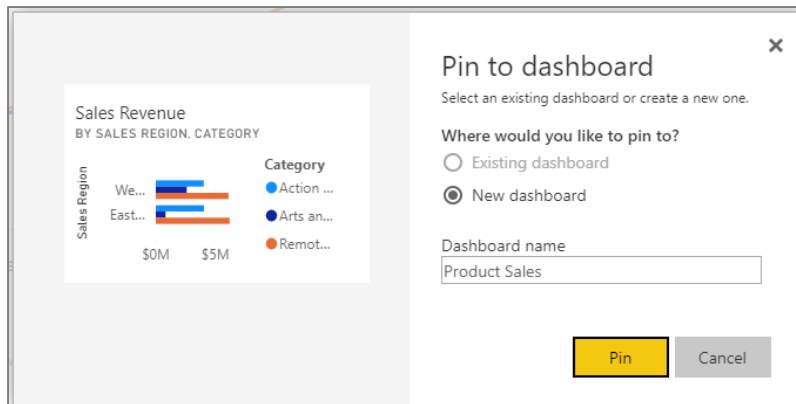 Sales Revenue
BY SALES REGION, CATEGORY
Sales Region
We...
East...
$0M $5M
Category
Action ...
Arts an...
Remot...
Pin to dashboard
Select an existing dashboard or create a new one.
Where would you like to pin to?
Existing dashboard
New dashboard
Dashboard name
Product Sales
Pin Cancel